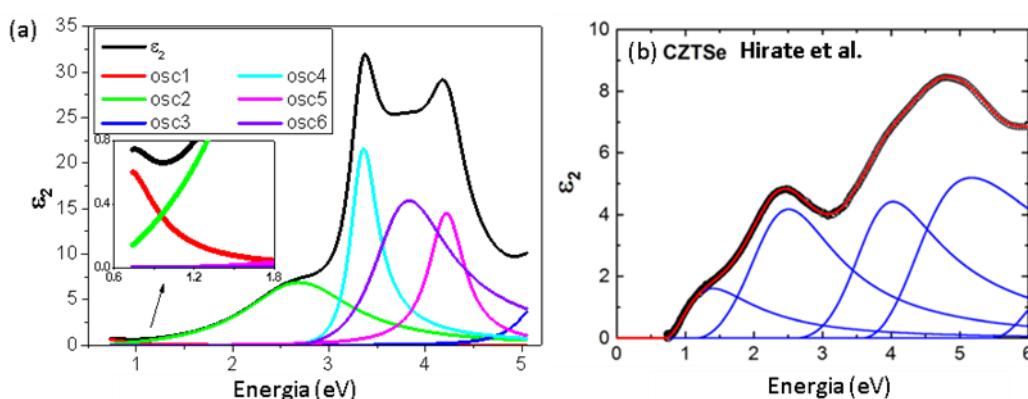 (a)
35
30
25
20
15
10
5
0
ε₂
ε₂
osc1
osc2
osc3
osc4
osc5
osc6
0.8
0.4
0.0
0.6 1.2 1.8
1 2 3 4 5
Energia (eV)
(b) CZTSe Hirate et al.
10
8
6
4
2
0
ε₂
0 1 2 3 4 5 6
Energia (eV)